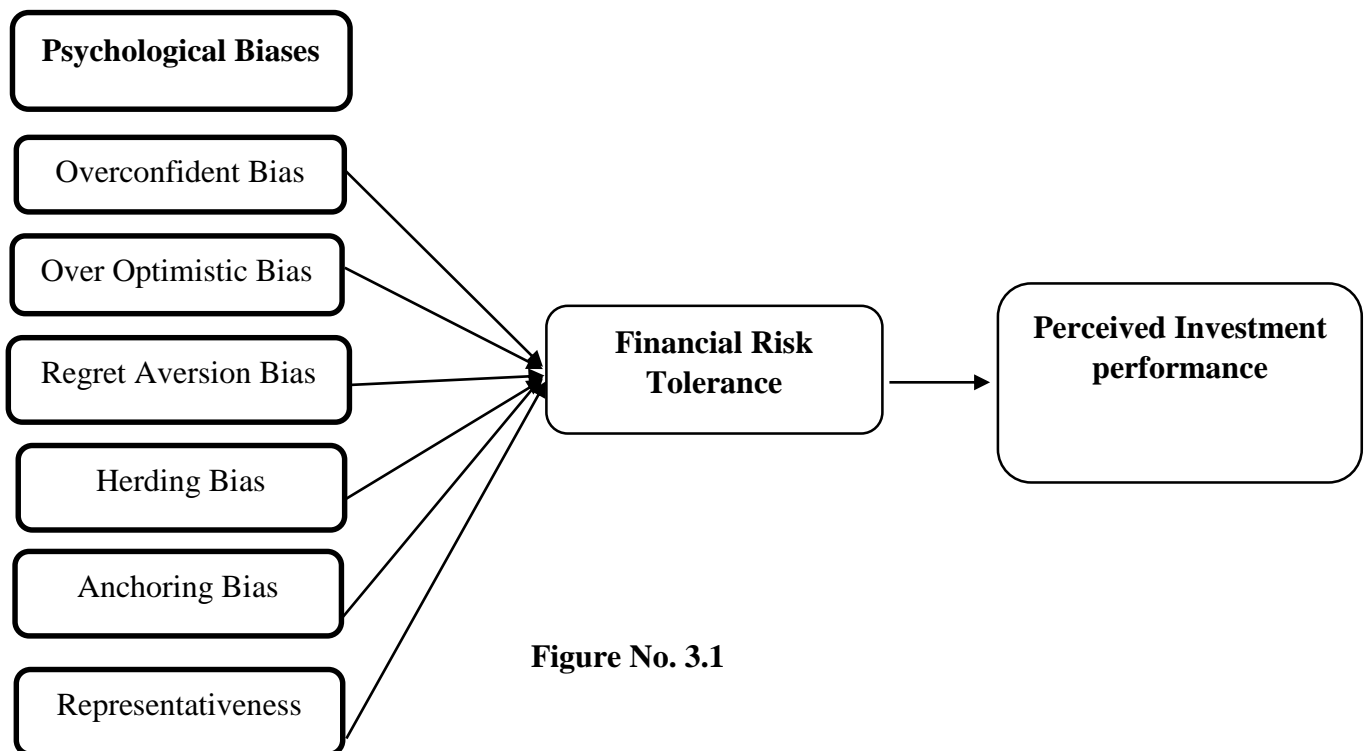 Psychological Biases
Overconfident Bias
Over Optimistic Bias
Regret Aversion Bias
Herding Bias
Anchoring Bias
Representativeness
Financial Risk
Tolerance
Perceived Investment
performance
Figure No. 3.1